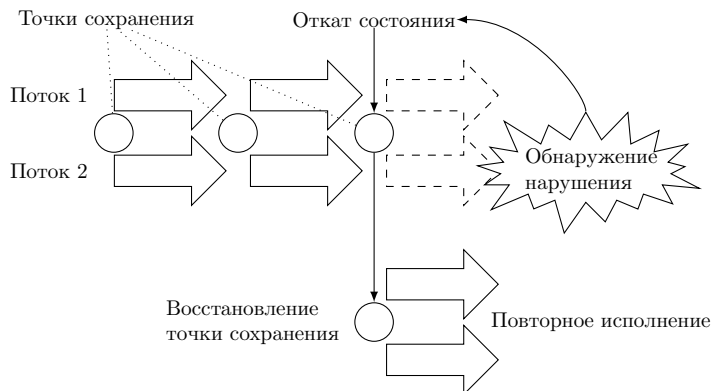 Точки сохранения
Откат состояния
Поток 1
Поток 2
Обнаружение
нарушения
Восстановление
точки сохранения
Повторное исполнение